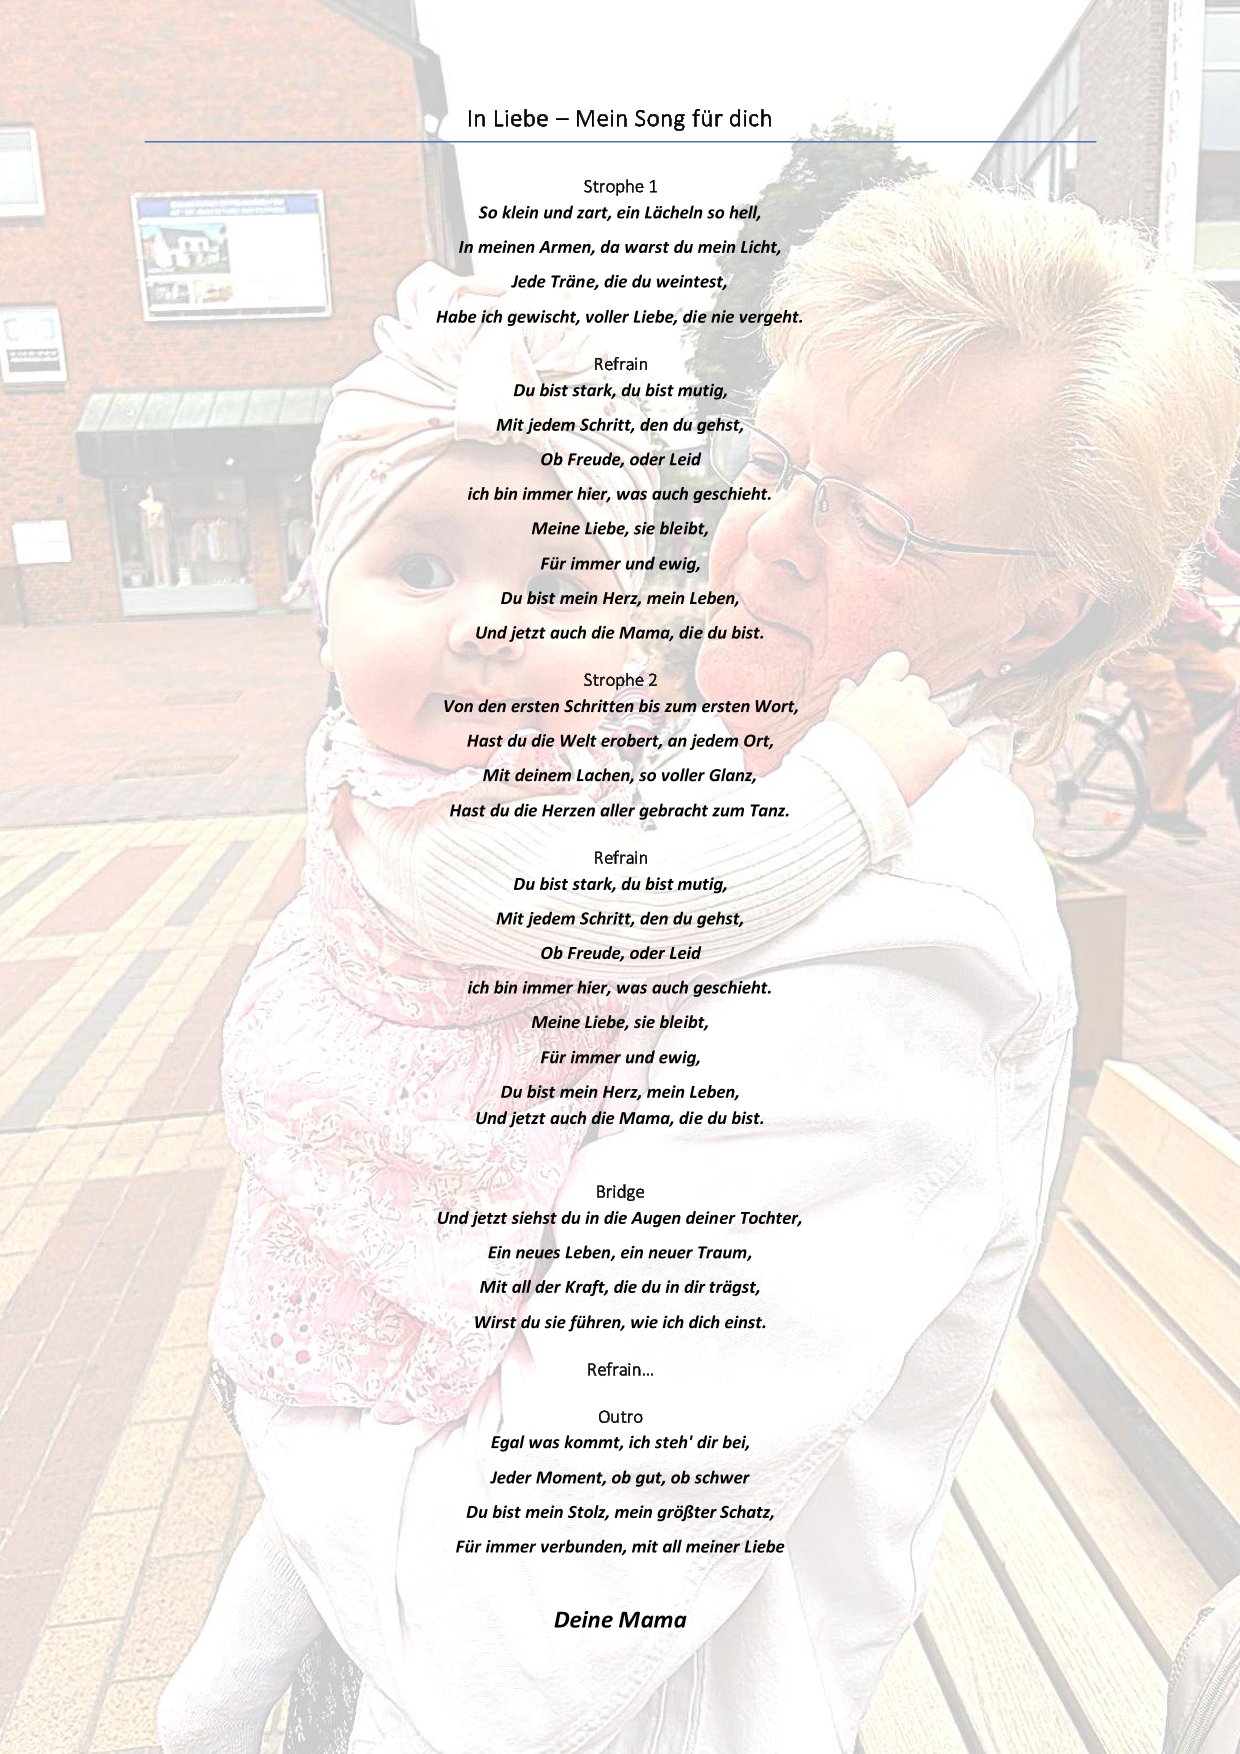 In Liebe – Mein Song für dich
Strophe 1
So klein und zart, ein Lächeln so hell,
In meinen Armen, da warst du mein Licht,
Jede Träne, die du weintest,
Habe ich gewischt, voller Liebe, die nie vergeht.
Refrain
Du bist stark, du bist mutig,
Mit jedem Schritt, den du gehst,
Ob Freude, oder Leid
ich bin immer hier, was auch geschieht.
Meine Liebe, sie bleibt,
Für immer und ewig,
Du bist mein Herz, mein Leben,
Und jetzt auch die Mama, die du bist.
Strophe 2
Von den ersten Schritten bis zum ersten Wort,
Hast du die Welt erobert, an jedem Ort,
Mit deinem Lachen, so voller Glanz,
Hast du die Herzen aller gebracht zum Tanz.
Refrain
Du bist stark, du bist mutig,
Mit jedem Schritt, den du gehst,
Ob Freude, oder Leid
ich bin immer hier, was auch geschieht.
Meine Liebe, sie bleibt,
Für immer und ewig,
Du bist mein Herz, mein Leben,
Und jetzt auch die Mama, die du bist.
Bridge
Und jetzt siehst du in die Augen deiner Tochter,
Ein neues Leben, ein neuer Traum,
Mit all der Kraft, die du in dir trägst,
Wirst du sie führen, wie ich dich einst.
Refrain…
Outro
Egal was kommt, ich steh' dir bei,
Jeder Moment, ob gut, ob schwer
Du bist mein Stolz, mein größter Schatz,
Für immer verbunden, mit all meiner Liebe
Deine Mama